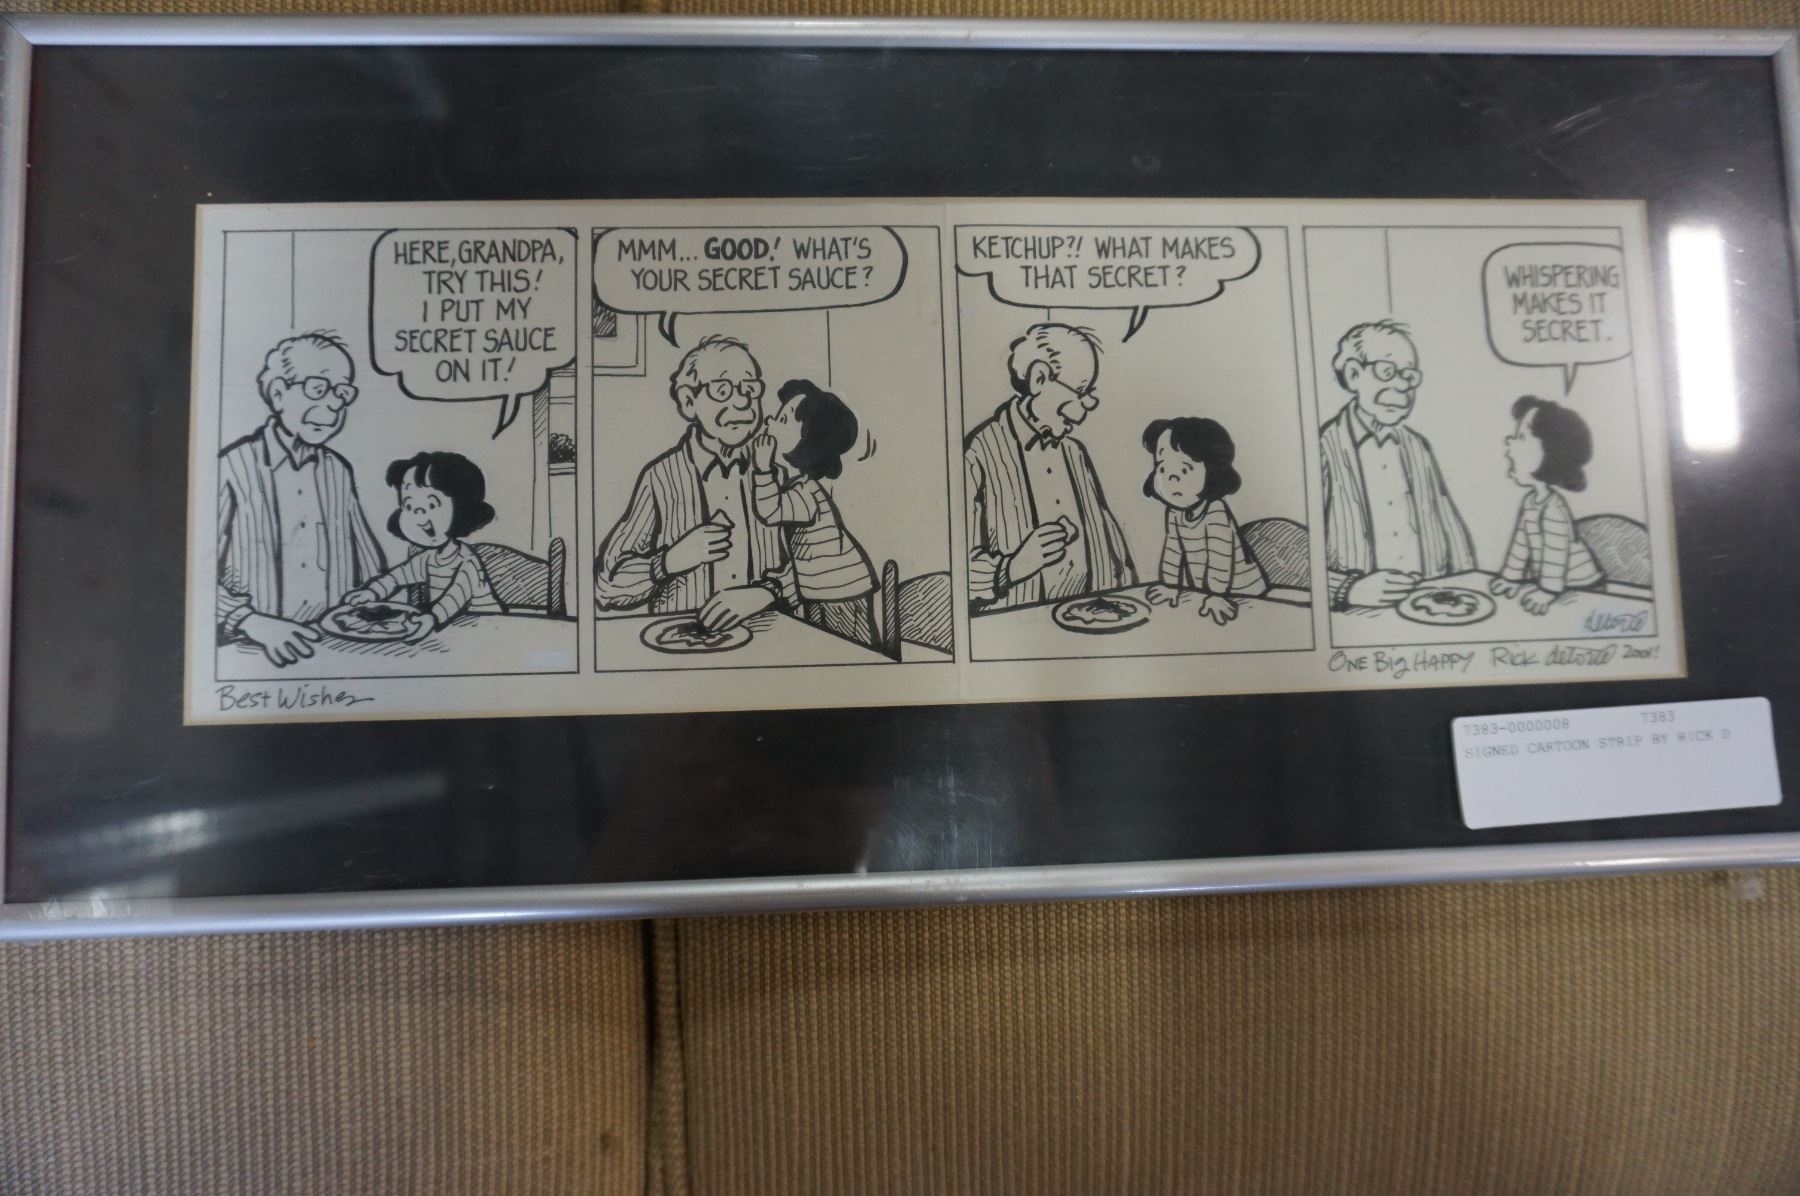 HERE, GRANDPA,
TRY THIS!
I PUT MY
SECRET SAUCE
ON IT!
MMM... GOOD! WHAT'S
YOUR SECRET SAUCE?
KETCHUP?! WHAT MAKES
THAT SECRET?
WHISPERING
MAKES IT
SECRET.
detorie
Best Wishes
ONE BIG HAPPY Rick detorie 2001!
7383-0000008 7383
SIGNED CARTOON STRIP BY RICK D